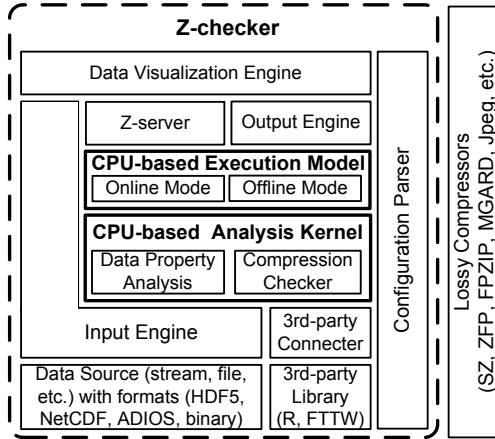 Z-checker
Data Visualization Engine
Z-server
Output Engine
CPU-based Execution Model
Online Mode
Offline Mode
CPU-based Analysis Kernel
Data Property
Analysis
Compression
Checker
Input Engine
3rd-party
Connecter
Data Source (stream, file,
etc.) with formats (HDF5,
NetCDF, ADIOS, binary)
3rd-party
Library
(R, FTTW)
Configuration Parser
Lossy Compressors
(SZ, ZFP, FPZIP, MGARD, Jpeg, etc.)